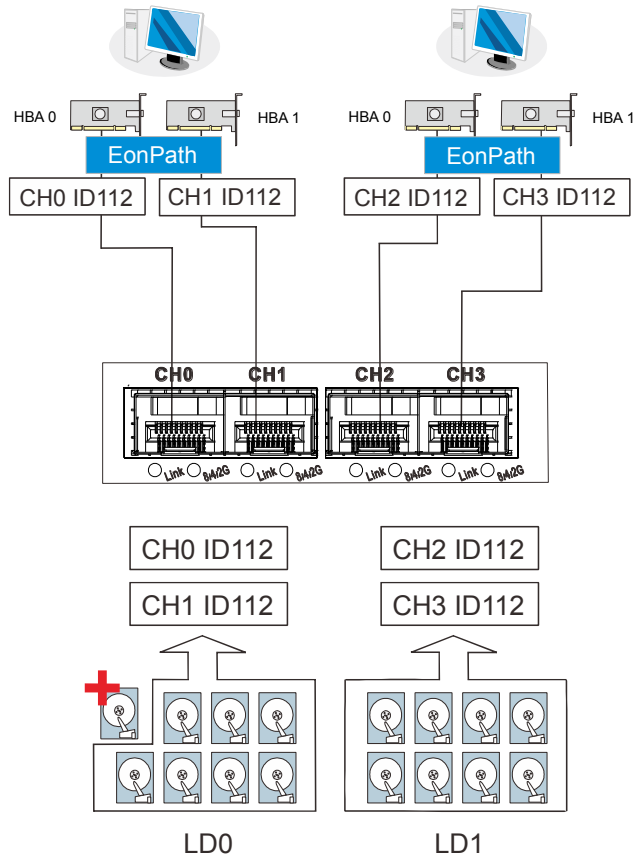 HBA 0
HBA 1
HBA 0
HBA 1
EonPath
EonPath
CH0 ID112
CH1 ID112
CH2 ID112
CH3 ID112
CH0
CH1
CH2
CH3
Link
8/4/2G
Link
8/4/2G
Link
8/4/2G
Link
8/4/2G
CH0 ID112
CH2 ID112
CH1 ID112
CH3 ID112
LD0
LD1